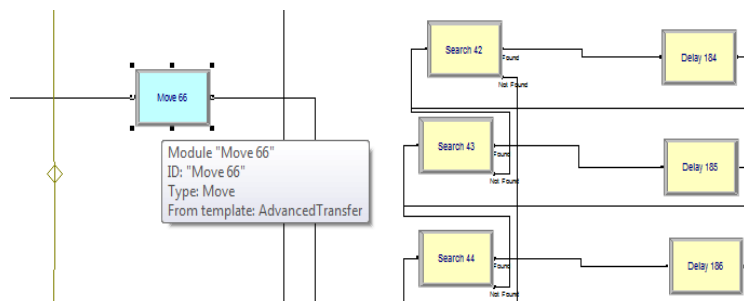 Move 66
Module "Move 66"
ID: "Move 66"
Type: Move
From template: AdvancedTransfer
Search 42
Found
Not Found
Delay 184
Search 43
Found
Not Found
Delay 185
Search 44
Found
Not Found
Delay 186